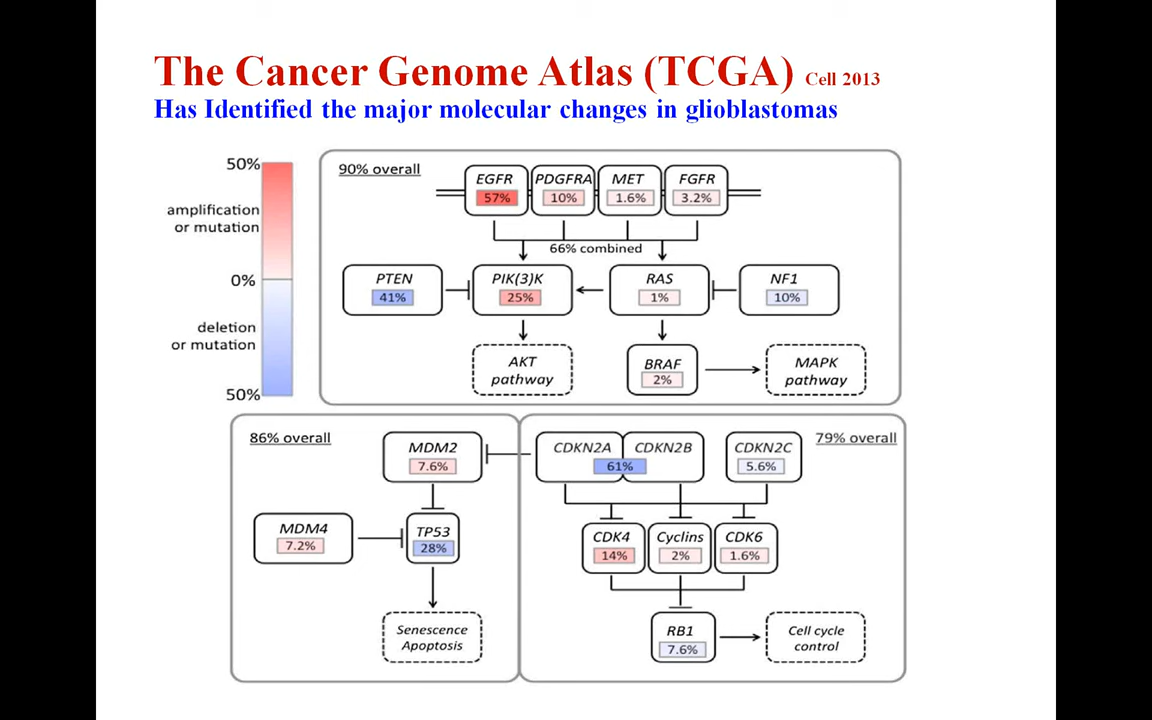 The Cancer Genome Atlas (TCGA) Cell 2013
Has Identified the major molecular changes in glioblastomas
50%
amplification
or mutation
0%
deletion
or mutation
50%
90% overall
EGFR PDGFRA MET FGFR
57% 10% 1.6% 3.2%
66% combined
PTEN PIK(3)K RAS NF1
41% 25% 1% 10%
AKT
pathway
BRAF
2%
MAPK
pathway
86% overall
MDM2
7.6%
MDM4
7.2%
TP53
28%
Senescence
Apoptosis
CDKN2A CDKN2B
61%
CDKN2C
5.6%
79% overall
CDK4 Cyclins CDK6
14% 2% 1.6%
RB1
7.6%
Cell cycle
control